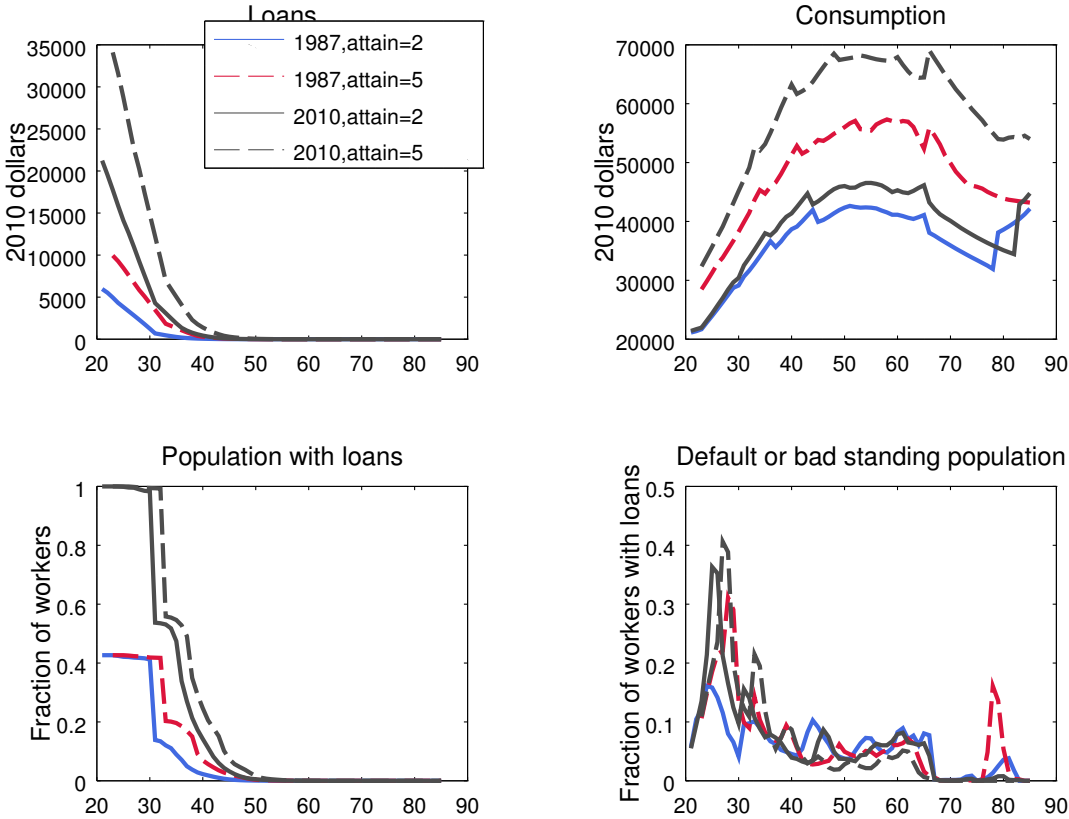 Loans
35000
30000
25000
20000
15000
10000
5000
0
20 30 40 50 60 70 80 90
2010 dollars
1987,attain=2
1987,attain=5
2010,attain=2
2010,attain=5
Consumption
70000
60000
50000
40000
30000
20000
20 30 40 50 60 70 80 90
2010 dollars
Population with loans
1
0.8
0.6
0.4
0.2
0
20 30 40 50 60 70 80 90
Fraction of workers
Default or bad standing population
0.5
0.4
0.3
0.2
0.1
0
20 30 40 50 60 70 80 90
Fraction of workers with loans